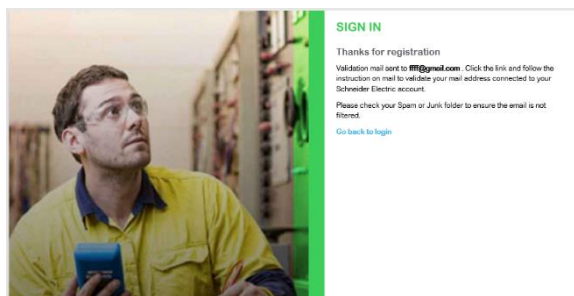 SIGN IN
Thanks for registration
Validation mail sent to ffff@gmail.com . Click the link and follow the
instruction on mail to validate your mail address connected to your
Schneider Electric account.
Please check your Spam or Junk folder to ensure the email is not
filtered.
Go back to login